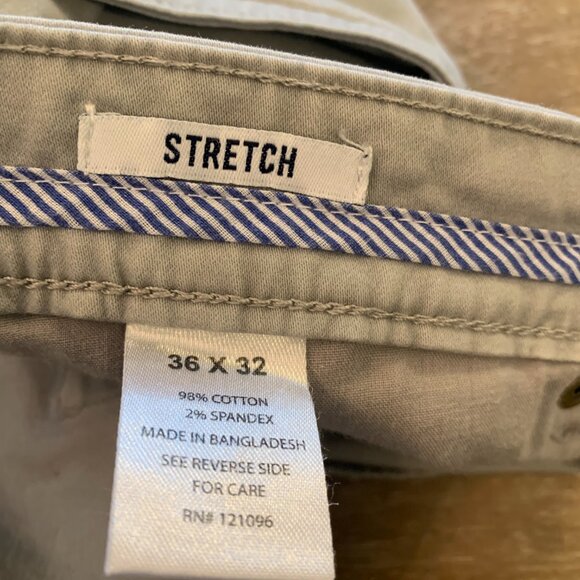 STRETCH
36 X 32
98% COTTON
2% SPANDEX
MADE IN BANGLADESH
SEE REVERSE SIDE
FOR CARE
RN# 121096